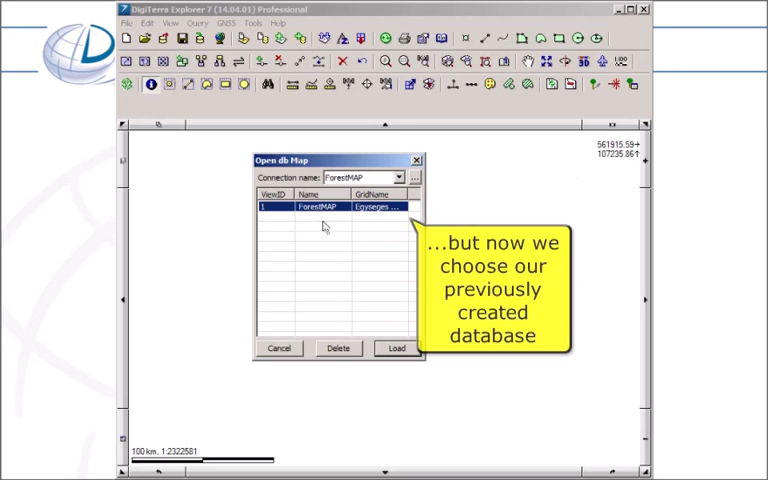 DigiTerra Explorer 7 (14.04.01) Professional
File Edit View Query GNSS Tools Help
561915.59
107235.86
Open db Map
Connection name: ForestMAP ...
ViewID Name GridName
1 ForestMAP Egyseges ...
...but now we
choose our
previously
created
database
Cancel Delete Load
100 km, 1:2322581